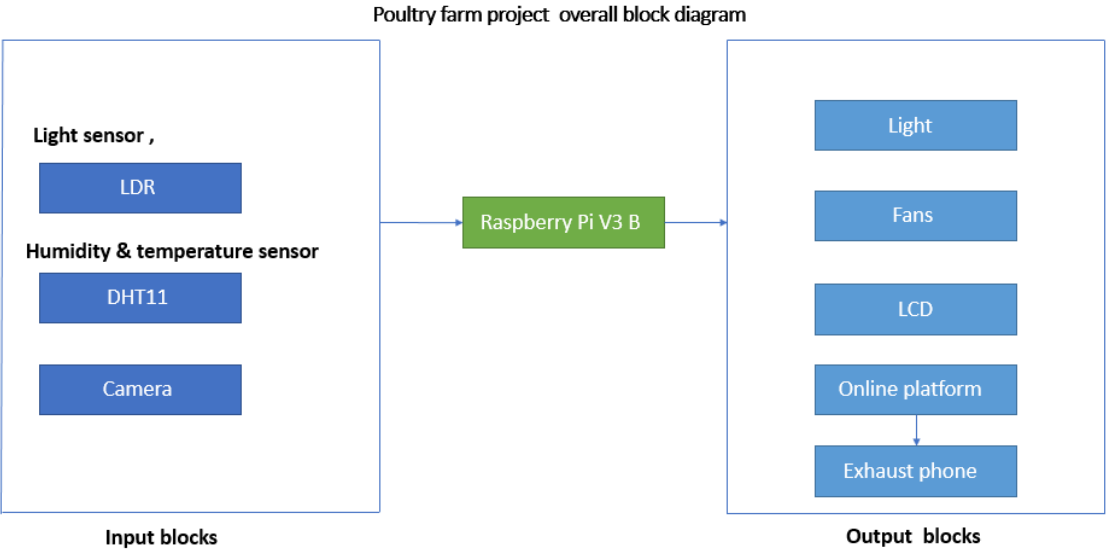 Poultry farm project overall block diagram
Light sensor ,
LDR
Humidity & temperature sensor
DHT11
Camera
Input blocks
Raspberry Pi V3 B
Light
Fans
LCD
Online platform
Exhaust phone
Output blocks